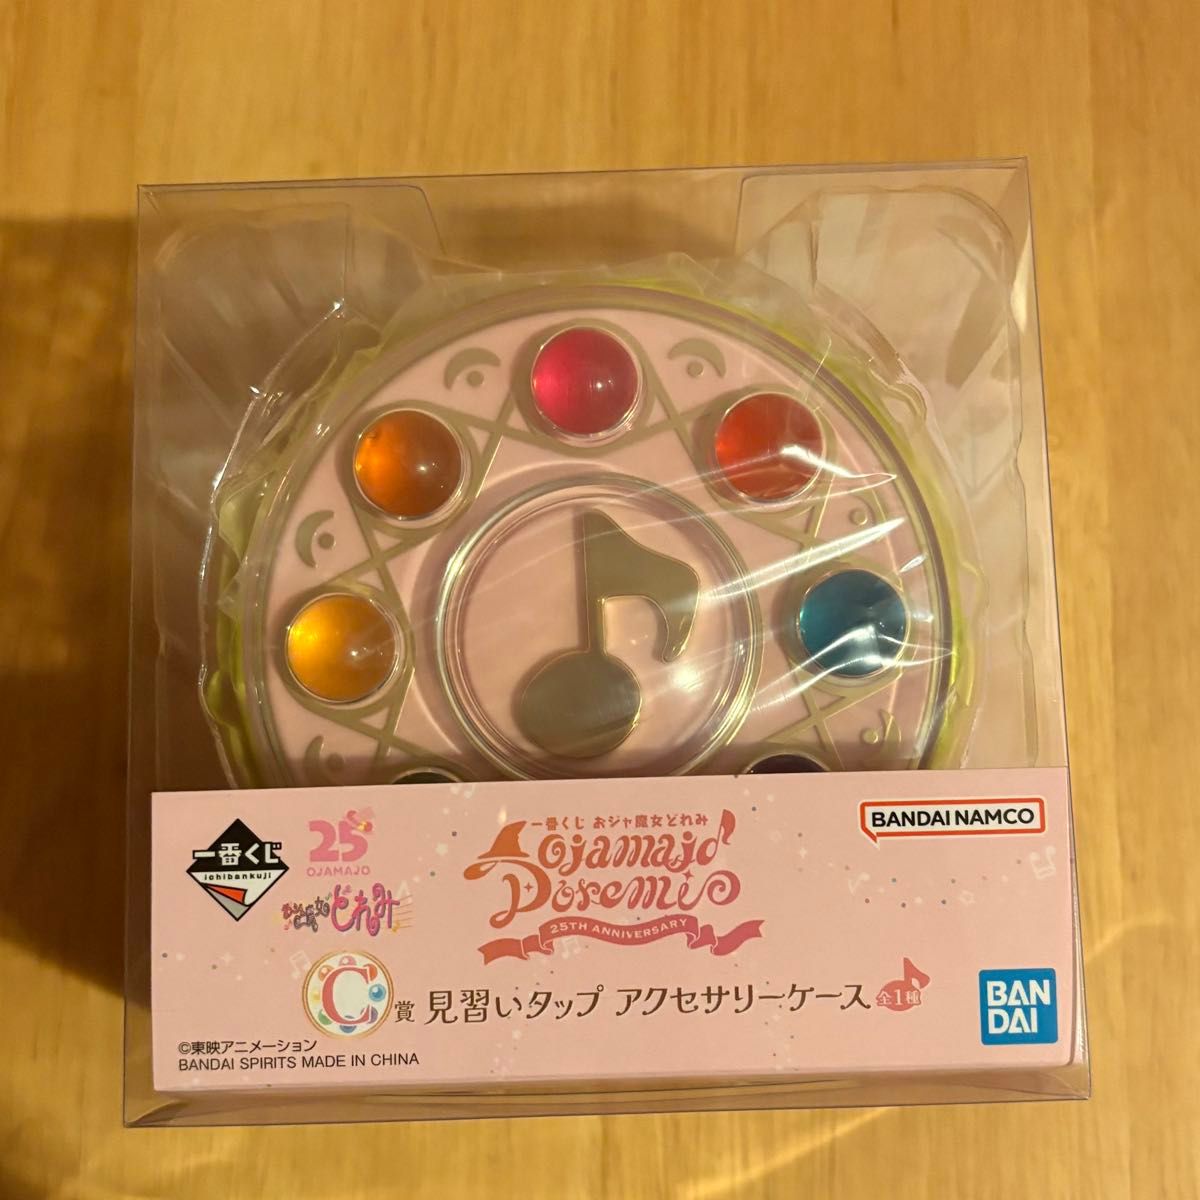 一番くじ
ichibankuji
25
OJAMAJO
おジャ魔女どれみ
一番くじ おジャ魔女どれみ
Ojamajo
Doremi
25TH ANNIVERSARY
BANDAI NAMCO
C賞 見習いタップ アクセサリーケース 全1種
BAN
DAI
©東映アニメーション
BANDAI SPIRITS MADE IN CHINA